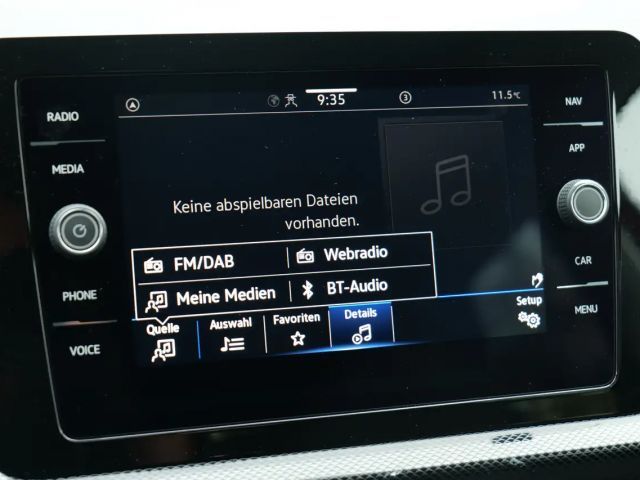 RADIO
MEDIA
PHONE
VOICE
9:35
3
11.5°C
Keine abspielbaren Dateien
vorhanden.
FM/DAB
Webradio
Meine Medien
BT-Audio
Quelle
Auswahl
Favoriten
Details
Setup
NAV
APP
CAR
MENU